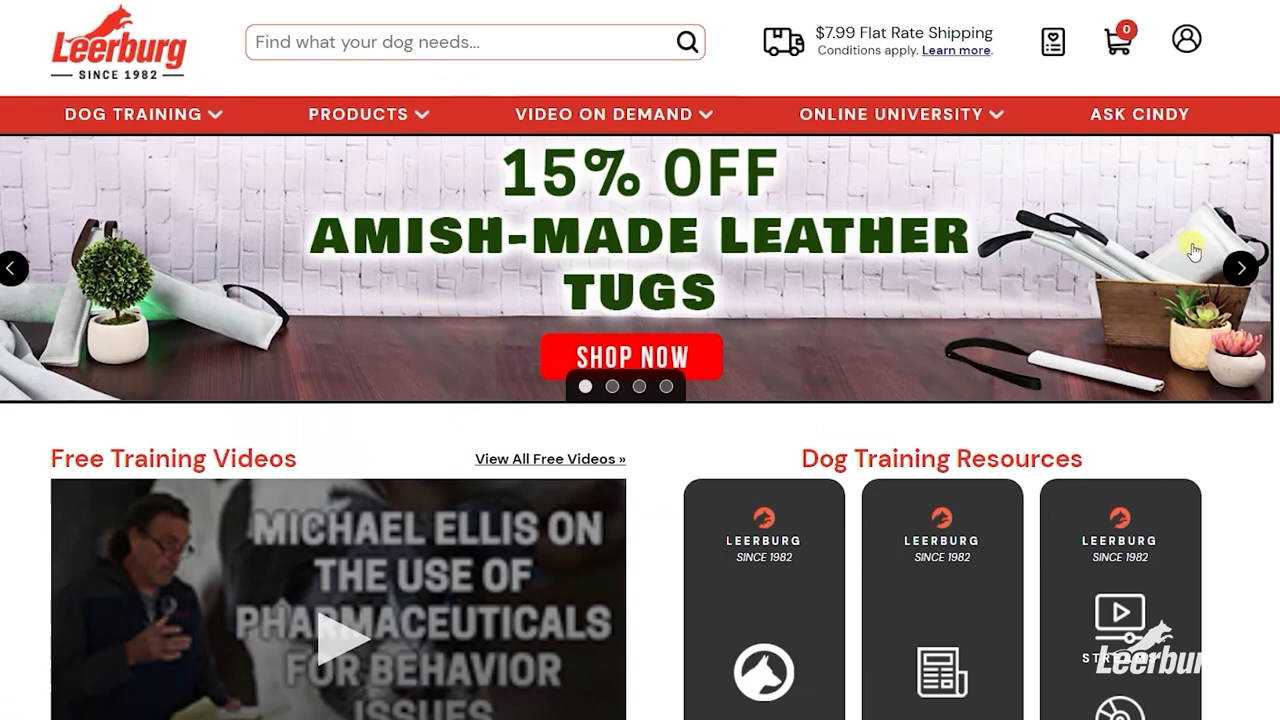 Leerburg
SINCE 1982
Find what your dog needs...
$7.99 Flat Rate Shipping
Conditions apply. Learn more.
0
DOG TRAINING
PRODUCTS
VIDEO ON DEMAND
ONLINE UNIVERSITY
ASK CINDY
15% OFF
AMISH-MADE LEATHER
TUGS
SHOP NOW
Free Training Videos
View All Free Videos »
Dog Training Resources
MICHAEL ELLIS ON
THE USE OF
PHARMACEUTICALS
FOR BEHAVIOR
ISSUES
LEERBURG
SINCE 1982
LEERBURG
SINCE 1982
LEERBURG
SINCE 1982